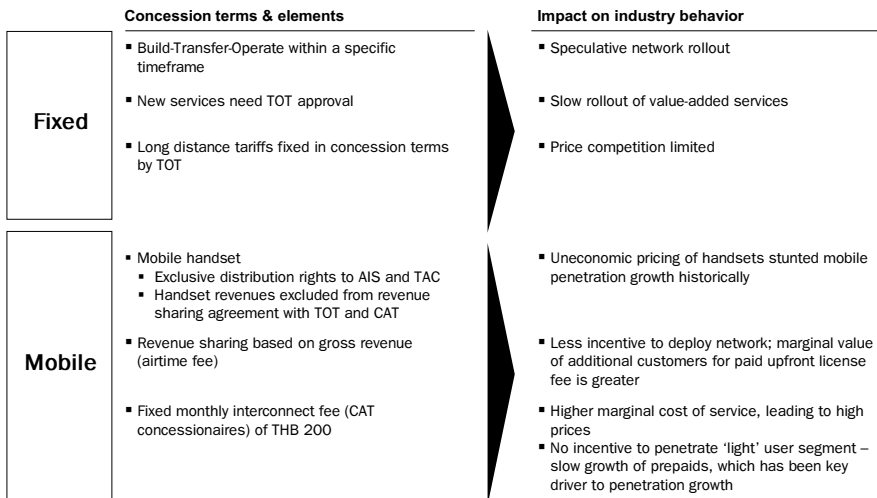 Concession terms & elements
Impact on industry behavior
Fixed
▪ Build-Transfer-Operate within a specific
timeframe
▪ Speculative network rollout
▪ New services need TOT approval
▪ Slow rollout of value-added services
▪ Long distance tariffs fixed in concession terms
by TOT
▪ Price competition limited
Mobile
▪ Mobile handset
▪ Exclusive distribution rights to AIS and TAC
▪ Handset revenues excluded from revenue
sharing agreement with TOT and CAT
▪ Uneconomic pricing of handsets stunted mobile
penetration growth historically
▪ Revenue sharing based on gross revenue
(airtime fee)
▪ Less incentive to deploy network; marginal value
of additional customers for paid upfront license
fee is greater
▪ Fixed monthly interconnect fee (CAT
concessionaires) of THB 200
▪ Higher marginal cost of service, leading to high
prices
▪ No incentive to penetrate ‘light’ user segment –
slow growth of prepaids, which has been key
driver to penetration growth